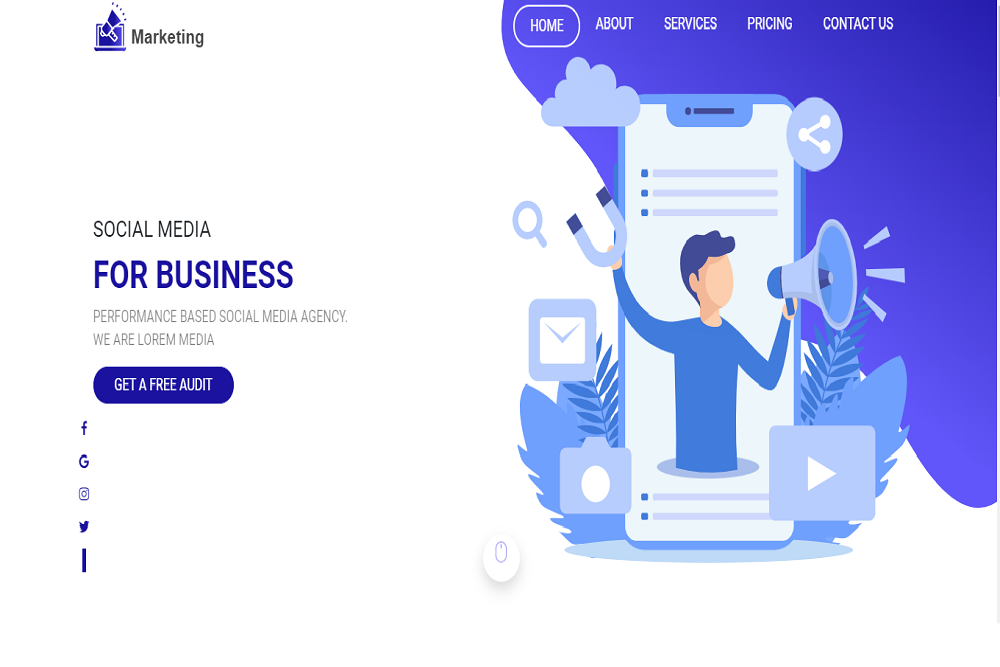 Marketing
HOME
ABOUT
SERVICES
PRICING
CONTACT US
SOCIAL MEDIA
FOR BUSINESS
PERFORMANCE BASED SOCIAL MEDIA AGENCY.
WE ARE LOREM MEDIA
GET A FREE AUDIT